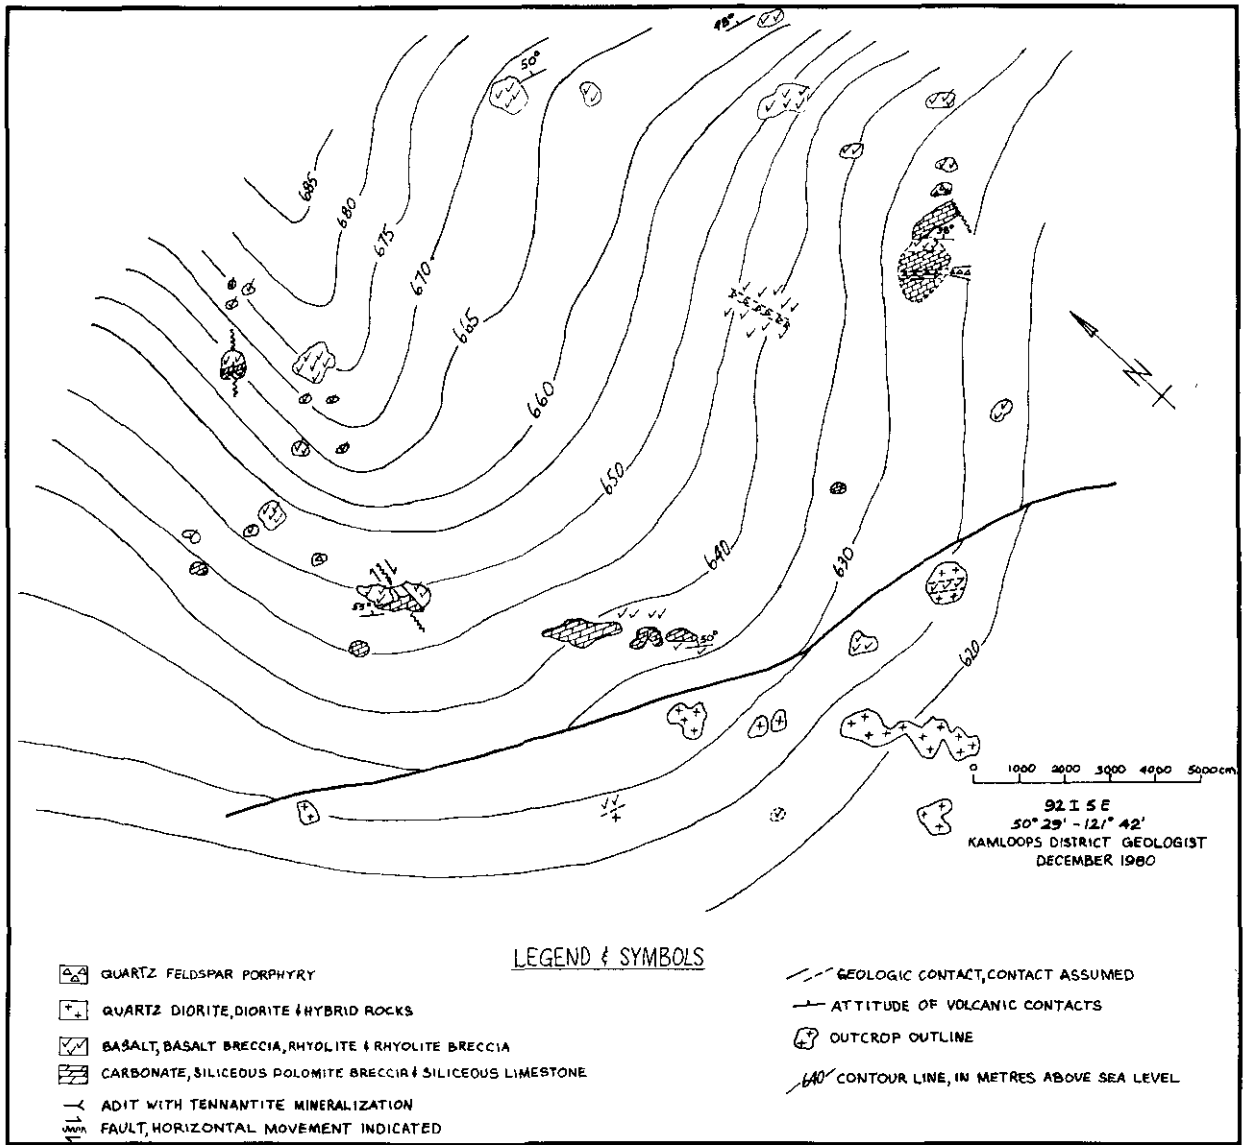 48°
50°
685
680
675
670
665
660
650
640
630
620
38°
N
55°
50°
0 1000 2000 3000 4000 5000cm.
92 I SE
50° 29' - 121° 42'
KAMLOOPS DISTRICT GEOLOGIST
DECEMBER 1980
LEGEND & SYMBOLS
QUARTZ FELDSPAR PORPHYRY
QUARTZ DIORITE, DIORITE & HYBRID ROCKS
BASALT, BASALT BRECCIA, RHYOLITE & RHYOLITE BRECCIA
CARBONATE, SILICEOUS DOLOMITE BRECCIA & SILICEOUS LIMESTONE
ADIT WITH TENNANTITE MINERALIZATION
FAULT, HORIZONTAL MOVEMENT INDICATED
GEOLOGIC CONTACT, CONTACT ASSUMED
ATTITUDE OF VOLCANIC CONTACTS
OUTCROP OUTLINE
640 CONTOUR LINE, IN METRES ABOVE SEA LEVEL